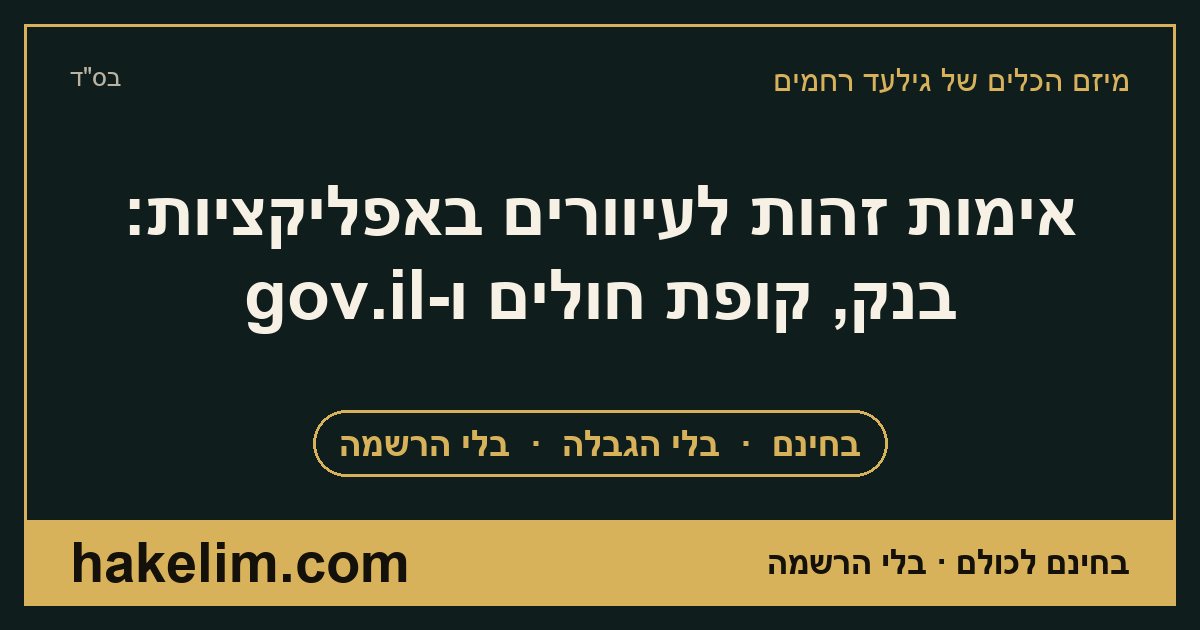 מיזם הכלים של גילעד רחמים
בס"ד
אימות זהות לעיוורים באפליקציות:
בנק, קופת חולים ו-gov.il
בחינם · בלי הגבלה · בלי הרשמה
בחינם לכולם · בלי הרשמה
hakelim.com